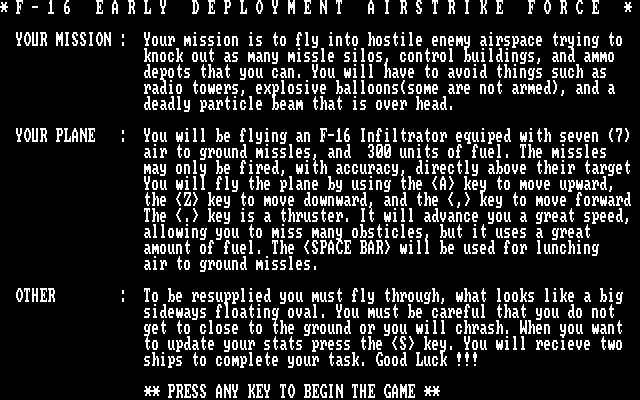 *F-16 EARLY DEPLOYMENT AIRSTRIKE FORCE *
YOUR MISSION : Your mission is to fly into hostile enemy airspace trying to
knock out as many missle silos, control buildings, and ammo
depots that you can. You will have to avoid things such as
radio towers, explosive balloons(some are not armed), and a
deadly particle beam that is over head.
YOUR PLANE : You will be flying an F-16 Infiltrator equiped with seven (7)
air to ground missles, and 300 units of fuel. The missles
may only be fired, with accuracy, directly above their target
You will fly the plane by using the <A> key to move upward,
the <Z> key to move downward, and the <,> key to move forward
The <.> key is a thruster. It will advance you a great speed,
allowing you to miss many obsticles, but it uses a great
amount of fuel. The <SPACE BAR> will be used for lunching
air to ground missles.
OTHER : To be resupplied you must fly through, what looks like a big
sideways floating oval. You must be careful that you do not
get to close to the ground or you will chrash. When you want
to update your stats press the <S> key. You will recieve two
ships to complete your task. Good Luck !!!
** PRESS ANY KEY TO BEGIN THE GAME **